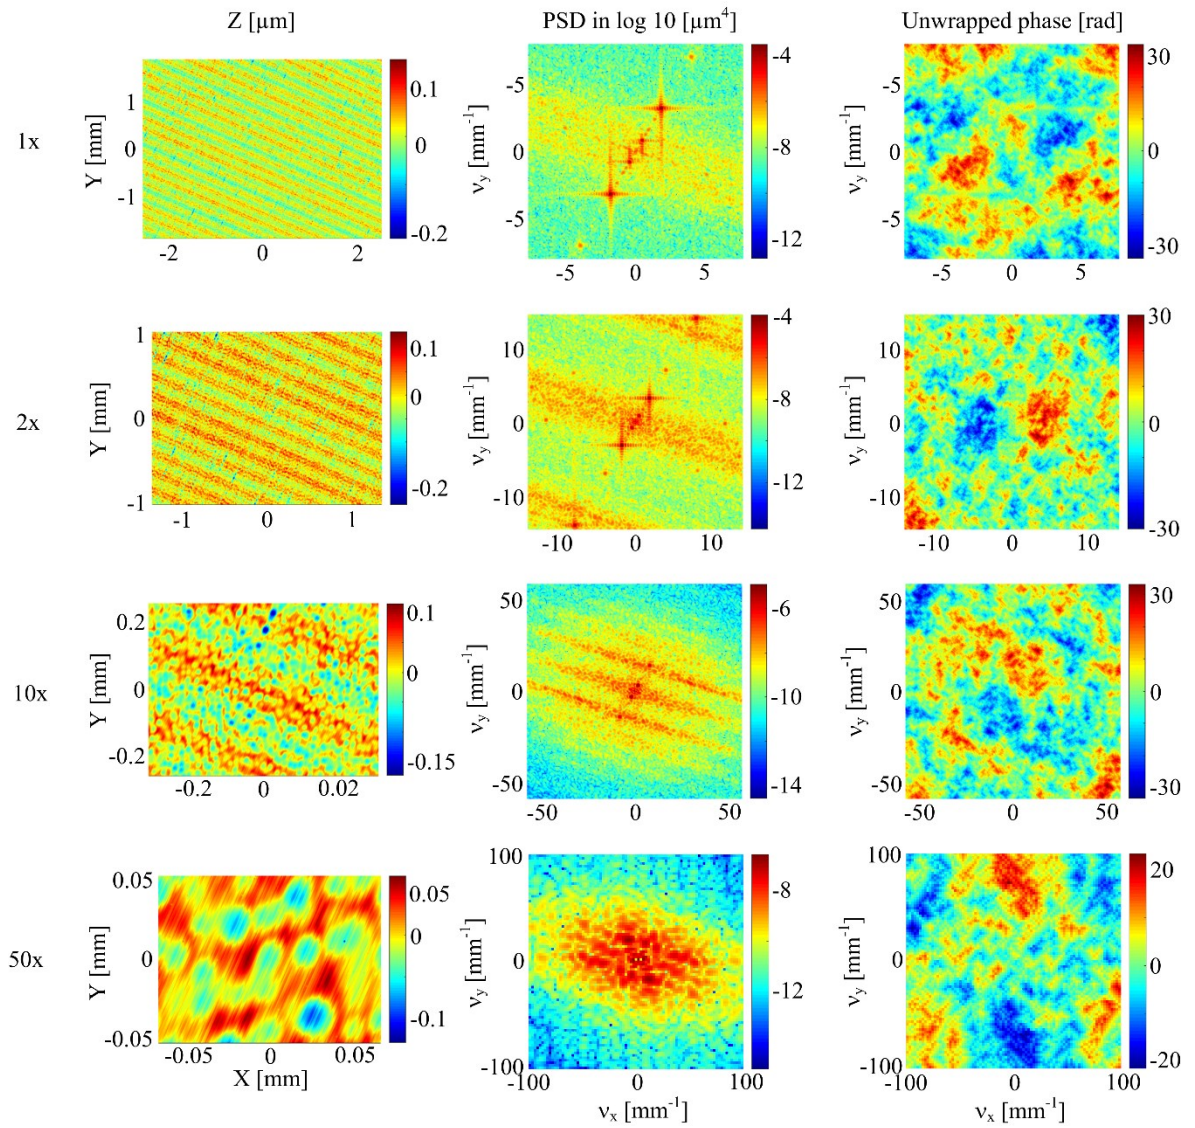 Z [µm] PSD in log 10 [µm⁴] Unwrapped phase [rad]
1x
Y [mm]
1
0
-1
-2 0 2
0.1
0
-0.2
νy [mm⁻¹]
-5
0
5
-5 0 5
-4
-8
-12
νy [mm⁻¹]
-5
0
-5
-5 0 5
30
0
-30
2x
Y [mm]
1
0
-1
-1 0 1
0.1
0
-0.2
νy [mm⁻¹]
10
0
-10
-10 0 10
-4
-8
-12
νy [mm⁻¹]
10
0
-10
-10 0 10
30
0
-30
10x
Y [mm]
0.2
0
-0.2
-0.2 0 0.02
0.1
0
-0.15
νy [mm⁻¹]
50
0
-50
-50 0 50
-6
-10
-14
νy [mm⁻¹]
50
0
-50
-50 0 50
30
0
-30
50x
Y [mm]
0.05
0
-0.05
-0.05 0 0.05
X [mm]
0.05
0
-0.1
νy [mm⁻¹]
100
0
-100
-100 0 100
νx [mm⁻¹]
-8
-12
νy [mm⁻¹]
100
0
-100
-100 0 100
νx [mm⁻¹]
20
0
-20